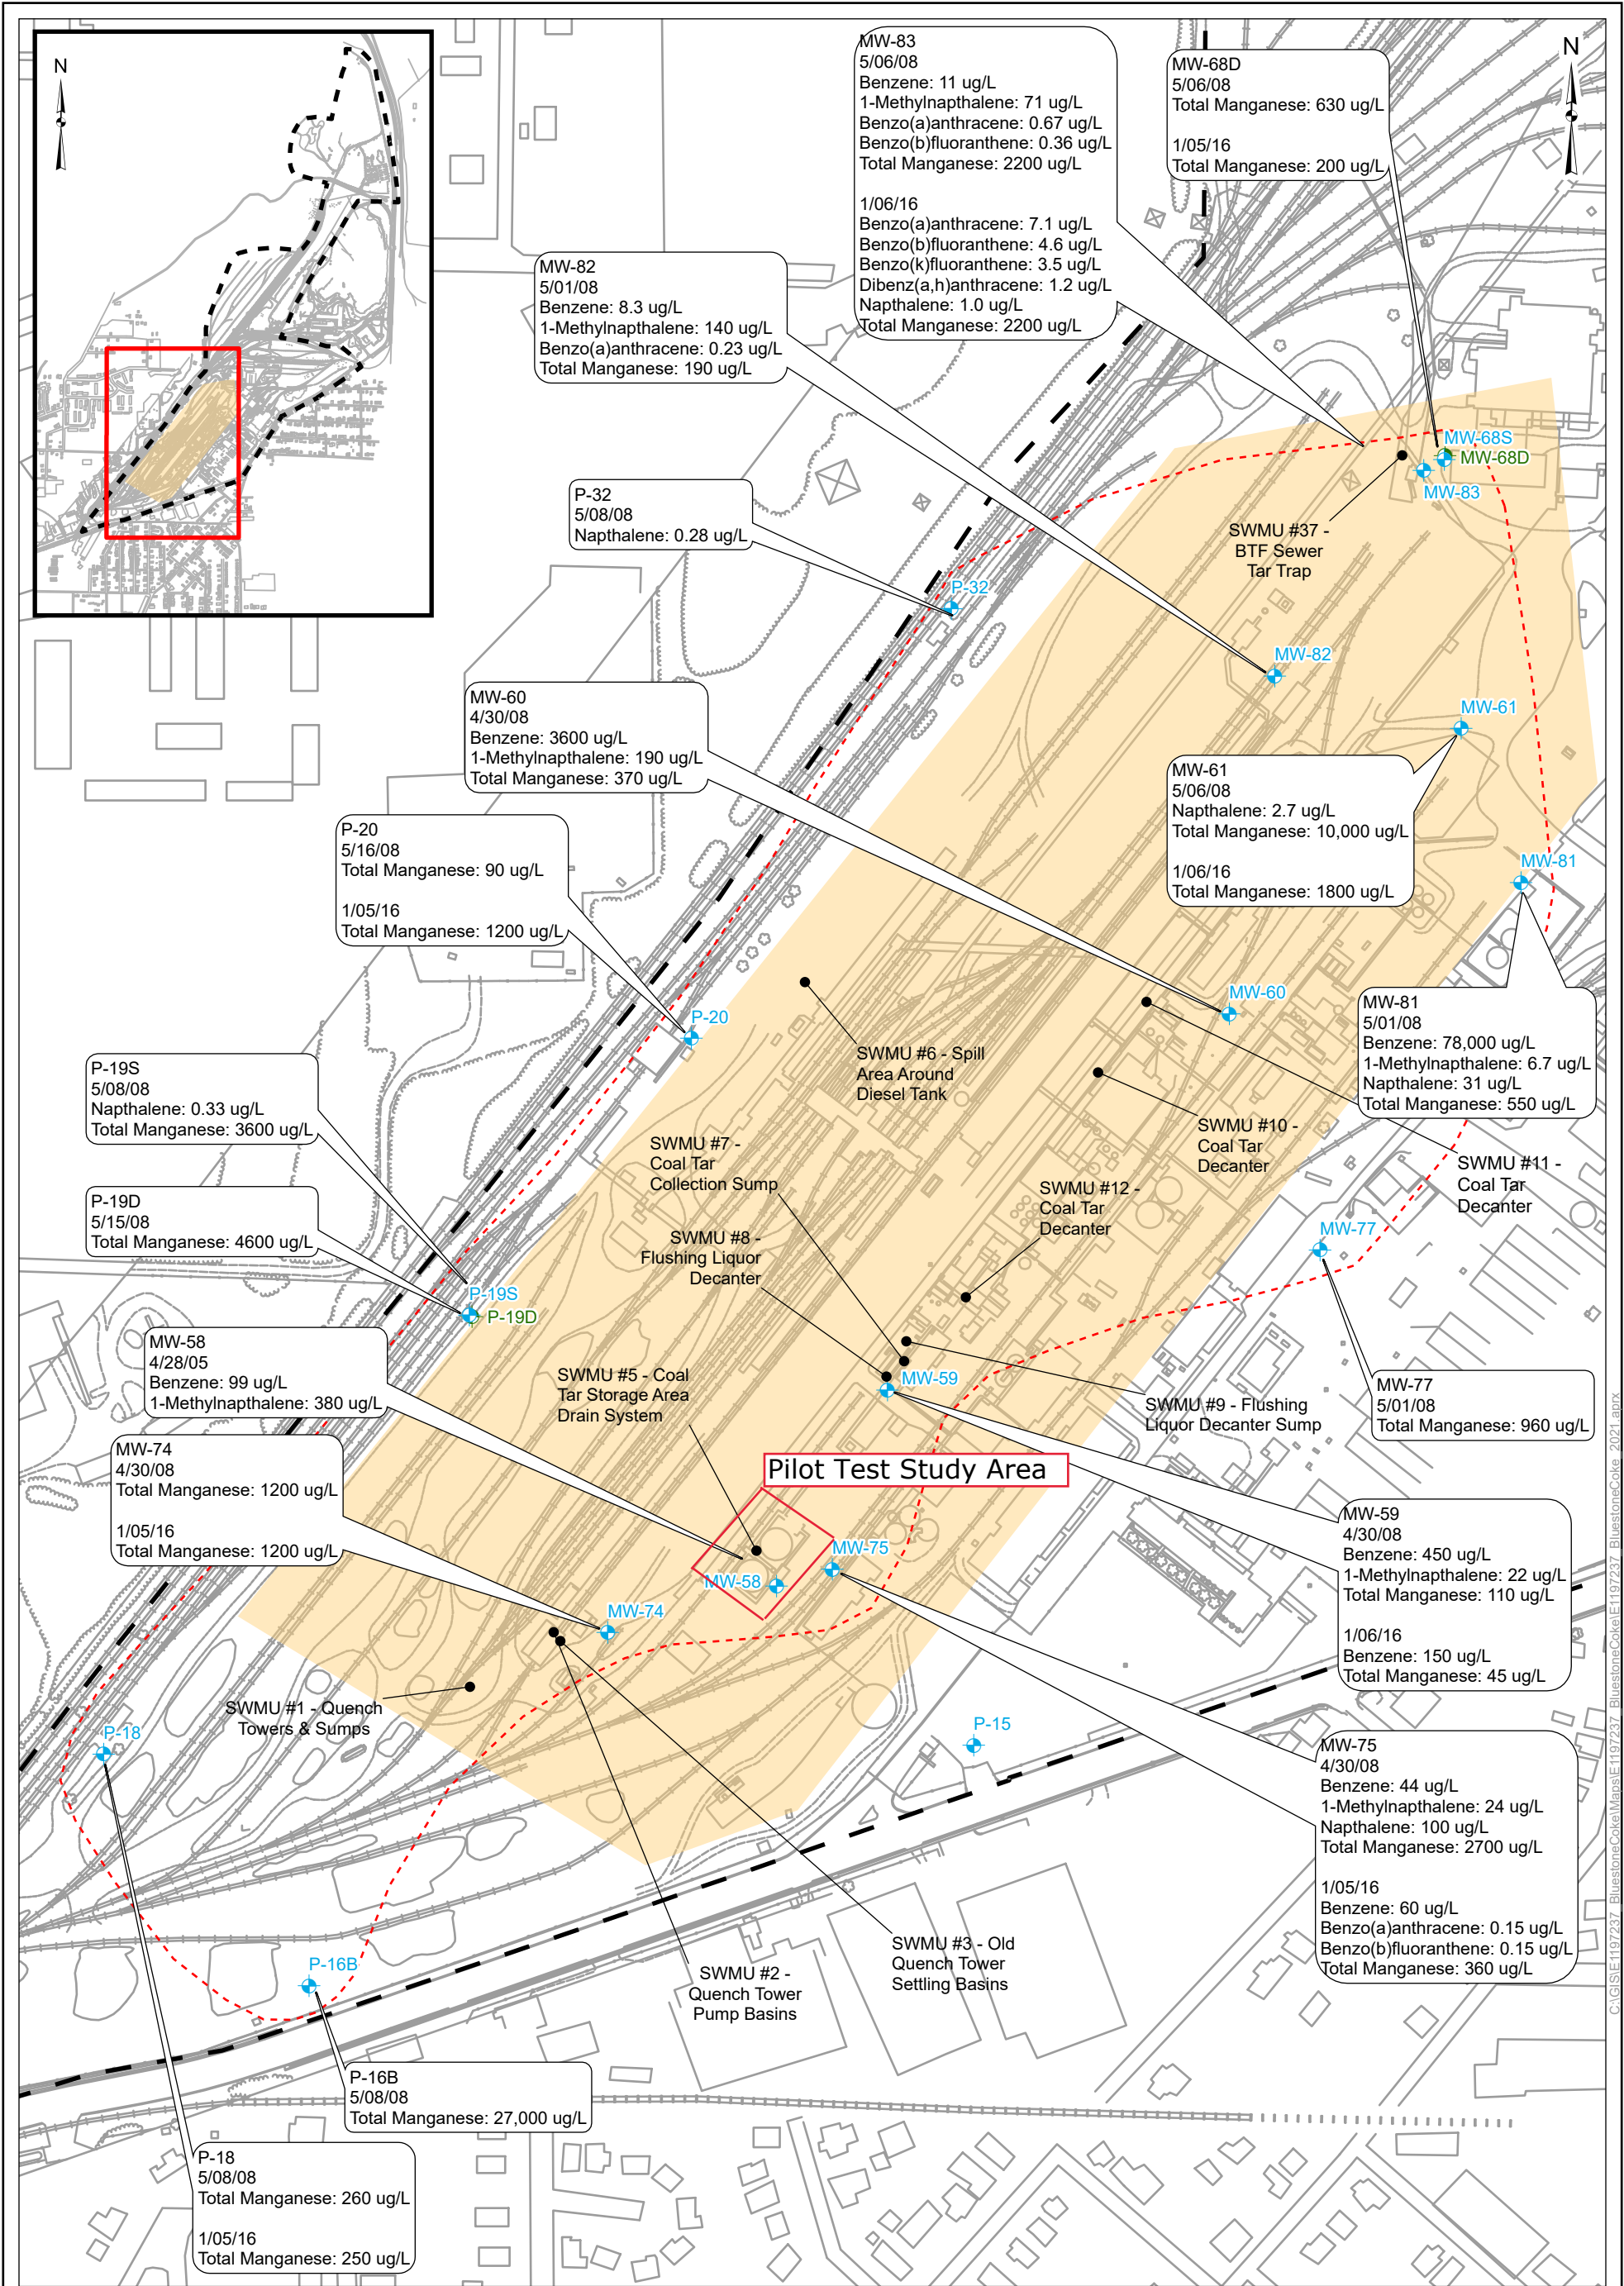 N
N
MW-83
5/06/08
Benzene: 11 ug/L
1-Methylnapthalene: 71 ug/L
Benzo(a)anthracene: 0.67 ug/L
Benzo(b)fluoranthene: 0.36 ug/L
Total Manganese: 2200 ug/L
1/06/16
Benzo(a)anthracene: 7.1 ug/L
Benzo(b)fluoranthene: 4.6 ug/L
Benzo(k)fluoranthene: 3.5 ug/L
Dibenz(a,h)anthracene: 1.2 ug/L
Napthalene: 1.0 ug/L
Total Manganese: 2200 ug/L
MW-68D
5/06/08
Total Manganese: 630 ug/L
1/05/16
Total Manganese: 200 ug/L
MW-82
5/01/08
Benzene: 8.3 ug/L
1-Methylnapthalene: 140 ug/L
Benzo(a)anthracene: 0.23 ug/L
Total Manganese: 190 ug/L
MW-68S
MW-68D
MW-83
P-32
5/08/08
Napthalene: 0.28 ug/L
SWMU #37 -
BTF Sewer
Tar Trap
P-32
MW-82
MW-60
4/30/08
Benzene: 3600 ug/L
1-Methylnapthalene: 190 ug/L
Total Manganese: 370 ug/L
MW-61
MW-61
5/06/08
Napthalene: 2.7 ug/L
Total Manganese: 10,000 ug/L
1/06/16
Total Manganese: 1800 ug/L
P-20
5/16/08
Total Manganese: 90 ug/L
1/05/16
Total Manganese: 1200 ug/L
MW-81
MW-60
P-20
MW-81
5/01/08
Benzene: 78,000 ug/L
1-Methylnapthalene: 6.7 ug/L
Napthalene: 31 ug/L
Total Manganese: 550 ug/L
SWMU #6 - Spill
Area Around
Diesel Tank
P-19S
5/08/08
Napthalene: 0.33 ug/L
Total Manganese: 3600 ug/L
SWMU #10 -
Coal Tar
Decanter
SWMU #7 -
Coal Tar
Collection Sump
SWMU #11 -
Coal Tar
Decanter
SWMU #12 -
Coal Tar
Decanter
P-19D
5/15/08
Total Manganese: 4600 ug/L
SWMU #8 -
Flushing Liquor
Decanter
MW-77
P-19S
P-19D
MW-58
4/28/05
Benzene: 99 ug/L
1-Methylnapthalene: 380 ug/L
SWMU #5 - Coal
Tar Storage Area
Drain System
MW-59
SWMU #9 - Flushing
Liquor Decanter Sump
MW-77
5/01/08
Total Manganese: 960 ug/L
MW-74
4/30/08
Total Manganese: 1200 ug/L
1/05/16
Total Manganese: 1200 ug/L
Pilot Test Study Area
MW-59
4/30/08
Benzene: 450 ug/L
1-Methylnapthalene: 22 ug/L
Total Manganese: 110 ug/L
1/06/16
Benzene: 150 ug/L
Total Manganese: 45 ug/L
MW-75
MW-58
MW-74
SWMU #1 - Quench
Towers & Sumps
P-18
P-15
MW-75
4/30/08
Benzene: 44 ug/L
1-Methylnapthalene: 24 ug/L
Napthalene: 100 ug/L
Total Manganese: 2700 ug/L
1/05/16
Benzene: 60 ug/L
Benzo(a)anthracene: 0.15 ug/L
Benzo(b)fluoranthene: 0.15 ug/L
Total Manganese: 360 ug/L
P-16B
SWMU #2 -
Quench Tower
Pump Basins
SWMU #3 - Old
Quench Tower
Settling Basins
P-16B
5/08/08
Total Manganese: 27,000 ug/L
P-18
5/08/08
Total Manganese: 260 ug/L
1/05/16
Total Manganese: 250 ug/L
C:\GIS\E1197237_BluestoneCoke\Maps\E1197237_BluestoneCoke\E1197237_BluestoneCoke_2021.aprx